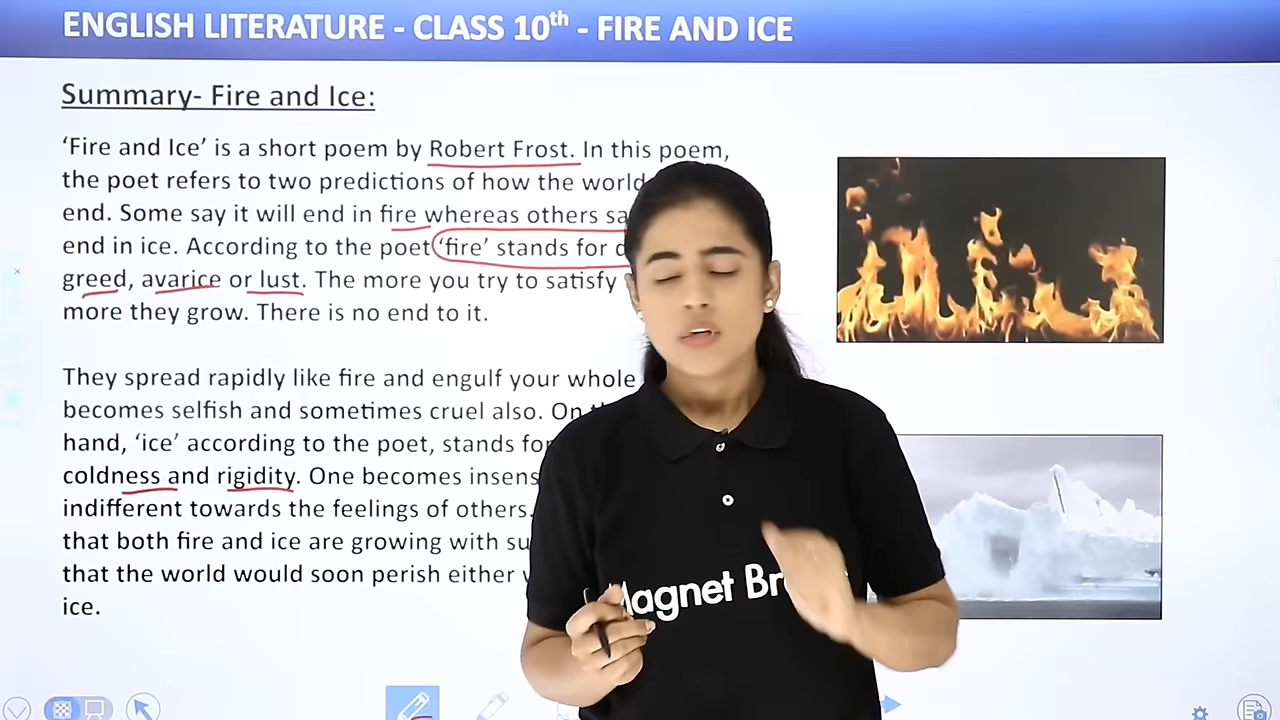 ENGLISH LITERATURE - CLASS 10th - FIRE AND ICE
Summary- Fire and Ice:
‘Fire and Ice’ is a short poem by Robert Frost. In this poem,
the poet refers to two predictions of how the world
end. Some say it will end in fire whereas others
end in ice. According to the poet ‘fire’ stands for
greed, avarice or lust. The more you try to satisfy
more they grow. There is no end to it.
They spread rapidly like fire and engulf your whole
becomes selfish and sometimes cruel also. On
hand, ‘ice’ according to the poet, stands for
coldness and rigidity. One becomes
indifferent towards the feelings of others.
that both fire and ice are growing with
that the world would soon perish either
ice.
Magnet